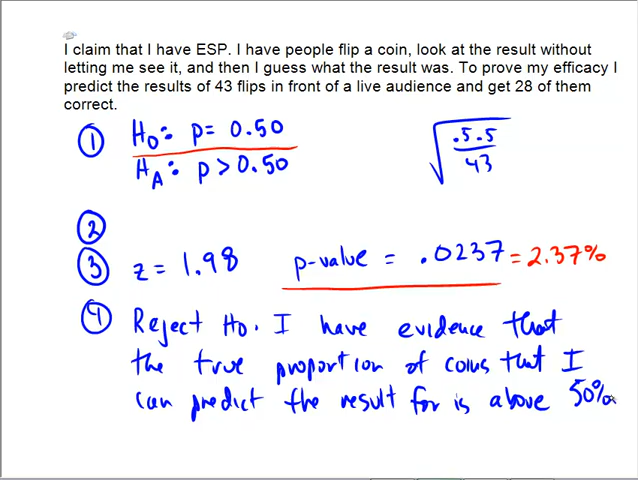 I claim that I have ESP. I have people flip a coin, look at the result without
letting me see it, and then I guess what the result was. To prove my efficacy I
predict the results of 43 flips in front of a live audience and get 28 of them
correct.
① H₀: p = 0.50
Hₐ: p > 0.50
√(.5 · .5 / 43)
②
③ z = 1.98 p-value = .0237 = 2.37%
④ Reject H₀. I have evidence that
the true proportion of coins that I
can predict the result for is above 50%